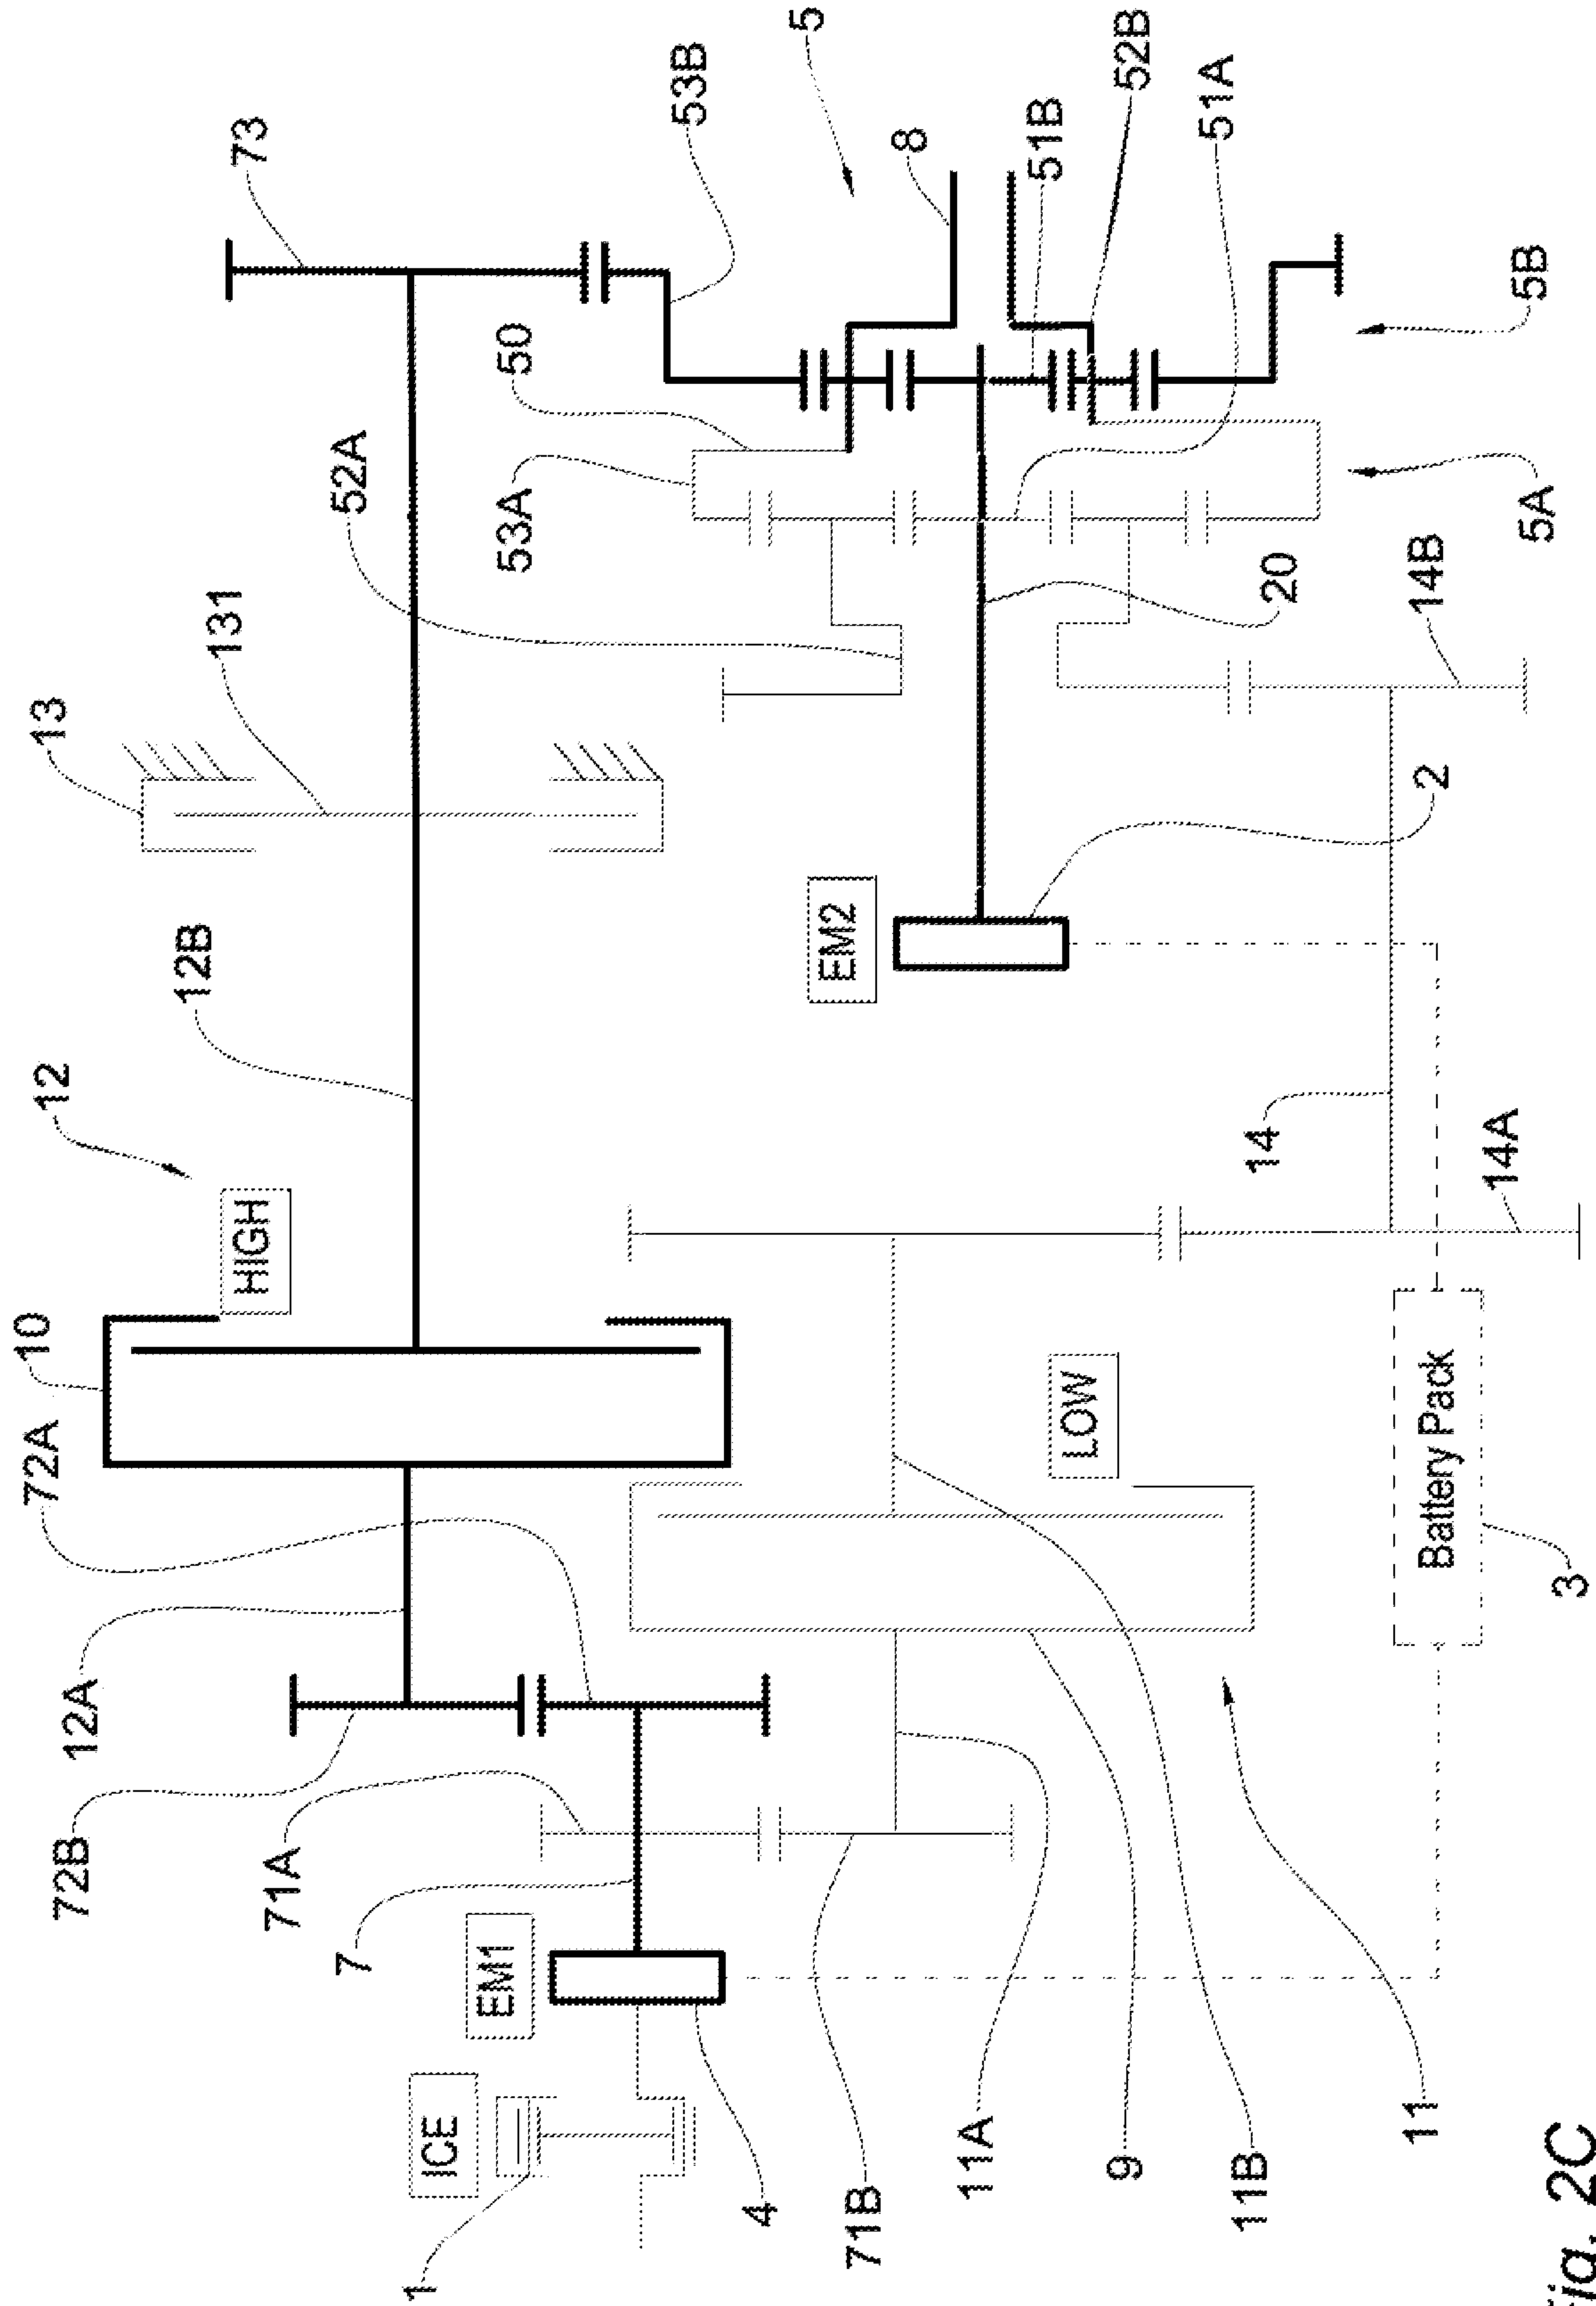 73
53B
5
50
8
52B
51B
51A
52A
53A
5B
5A
131
13
20
14B
12B
EM2
2
12
HIGH
14
14A
10
72A
LOW
Battery Pack
3
12A
72B
71A
7
EM1
ICE
1
4
71B
11A
9
11B
11
Fig. 2C